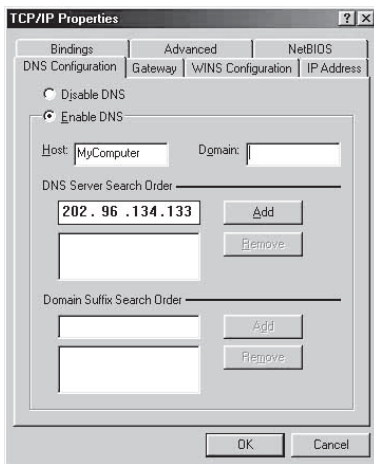 TCP/IP Properties
? ×
Bindings Advanced NetBIOS
DNS Configuration Gateway WINS Configuration IP Address
Disable DNS
Enable DNS
Host: MyComputer Domain:
DNS Server Search Order
202. 96 .134.133 Add
Remove
Domain Suffix Search Order
Add
Remove
OK Cancel